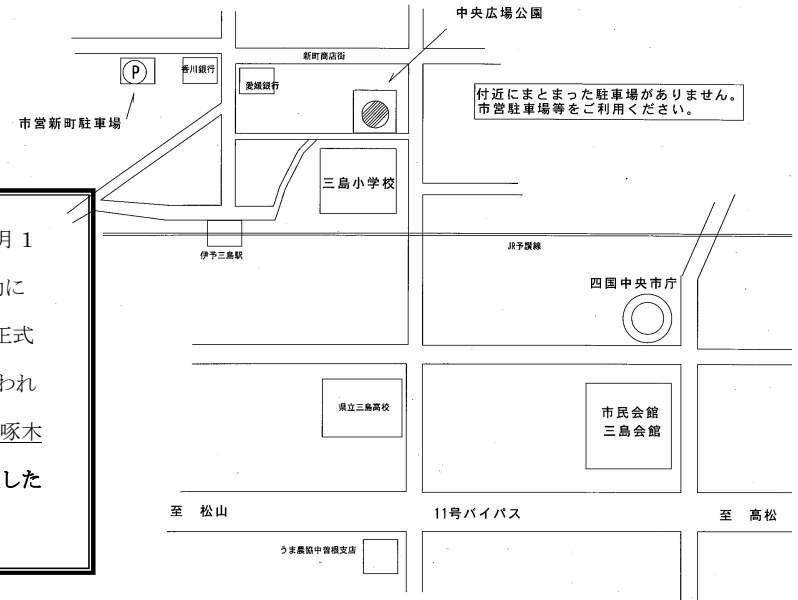 中央広場公園
新町商店街
P
香川銀行
愛媛銀行
付近にまとまった駐車場がありません。
市営駐車場等をご利用ください。
市営新町駐車場
三島小学校
伊予三島駅
JR予讃線
四国中央市庁
県立三島高校
市民会館
三島会館
至 松山
11号バイパス
至 高松
うま農協中曽根支店
月 1
に
正式
われ
啄木
した